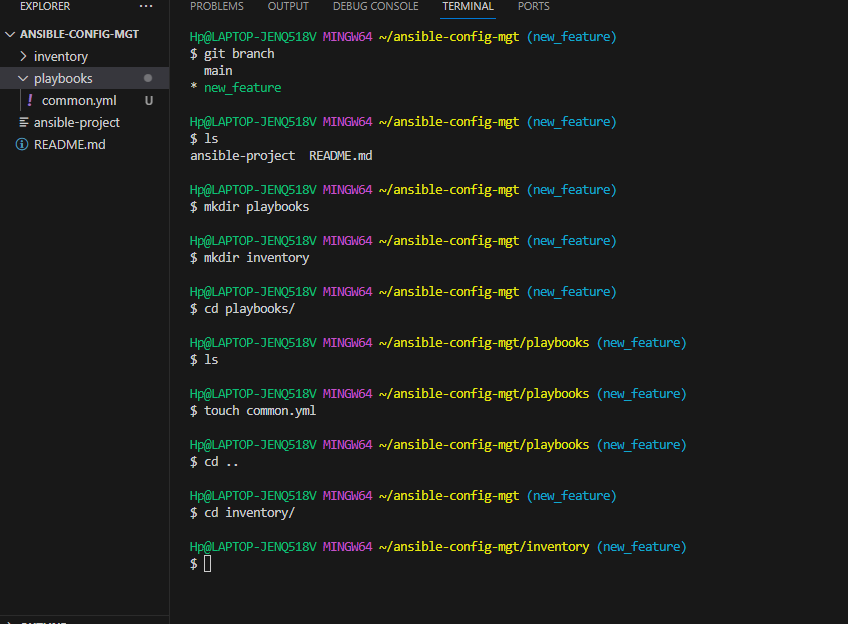 EXPLORER ···
ANSIBLE-CONFIG-MGT
inventory
playbooks
! common.yml U
ansible-project
README.md
PROBLEMS OUTPUT DEBUG CONSOLE TERMINAL PORTS
Hp@LAPTOP-JENQ518V MINGW64 ~/ansible-config-mgt (new_feature)
$ git branch
main
* new_feature
Hp@LAPTOP-JENQ518V MINGW64 ~/ansible-config-mgt (new_feature)
$ ls
ansible-project README.md
Hp@LAPTOP-JENQ518V MINGW64 ~/ansible-config-mgt (new_feature)
$ mkdir playbooks
Hp@LAPTOP-JENQ518V MINGW64 ~/ansible-config-mgt (new_feature)
$ mkdir inventory
Hp@LAPTOP-JENQ518V MINGW64 ~/ansible-config-mgt (new_feature)
$ cd playbooks/
Hp@LAPTOP-JENQ518V MINGW64 ~/ansible-config-mgt/playbooks (new_feature)
$ ls
Hp@LAPTOP-JENQ518V MINGW64 ~/ansible-config-mgt/playbooks (new_feature)
$ touch common.yml
Hp@LAPTOP-JENQ518V MINGW64 ~/ansible-config-mgt/playbooks (new_feature)
$ cd ..
Hp@LAPTOP-JENQ518V MINGW64 ~/ansible-config-mgt (new_feature)
$ cd inventory/
Hp@LAPTOP-JENQ518V MINGW64 ~/ansible-config-mgt/inventory (new_feature)
$